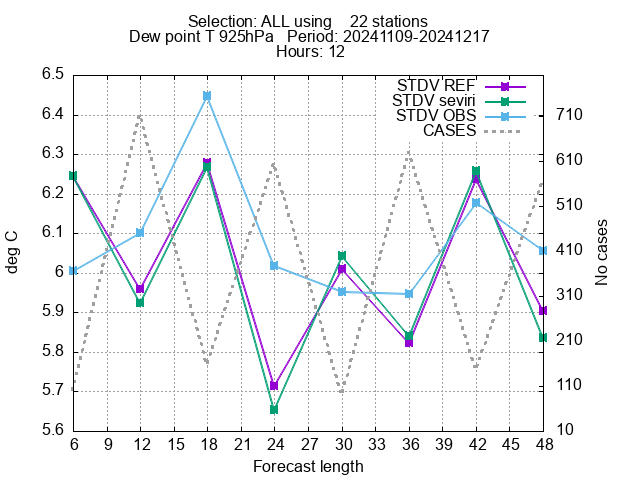 Selection: ALL using    22 stations
Dew point T 925hPa   Period: 20241109-20241217
Hours: 12
STDV REF
STDV seviri
STDV OBS
CASES
6.5
6.4
6.3
6.2
6.1
6
5.9
5.8
5.7
5.6
deg C
710
610
510
410
310
210
110
10
No cases
6 9 12 15 18 21 24 27 30 33 36 39 42 45 48
Forecast length